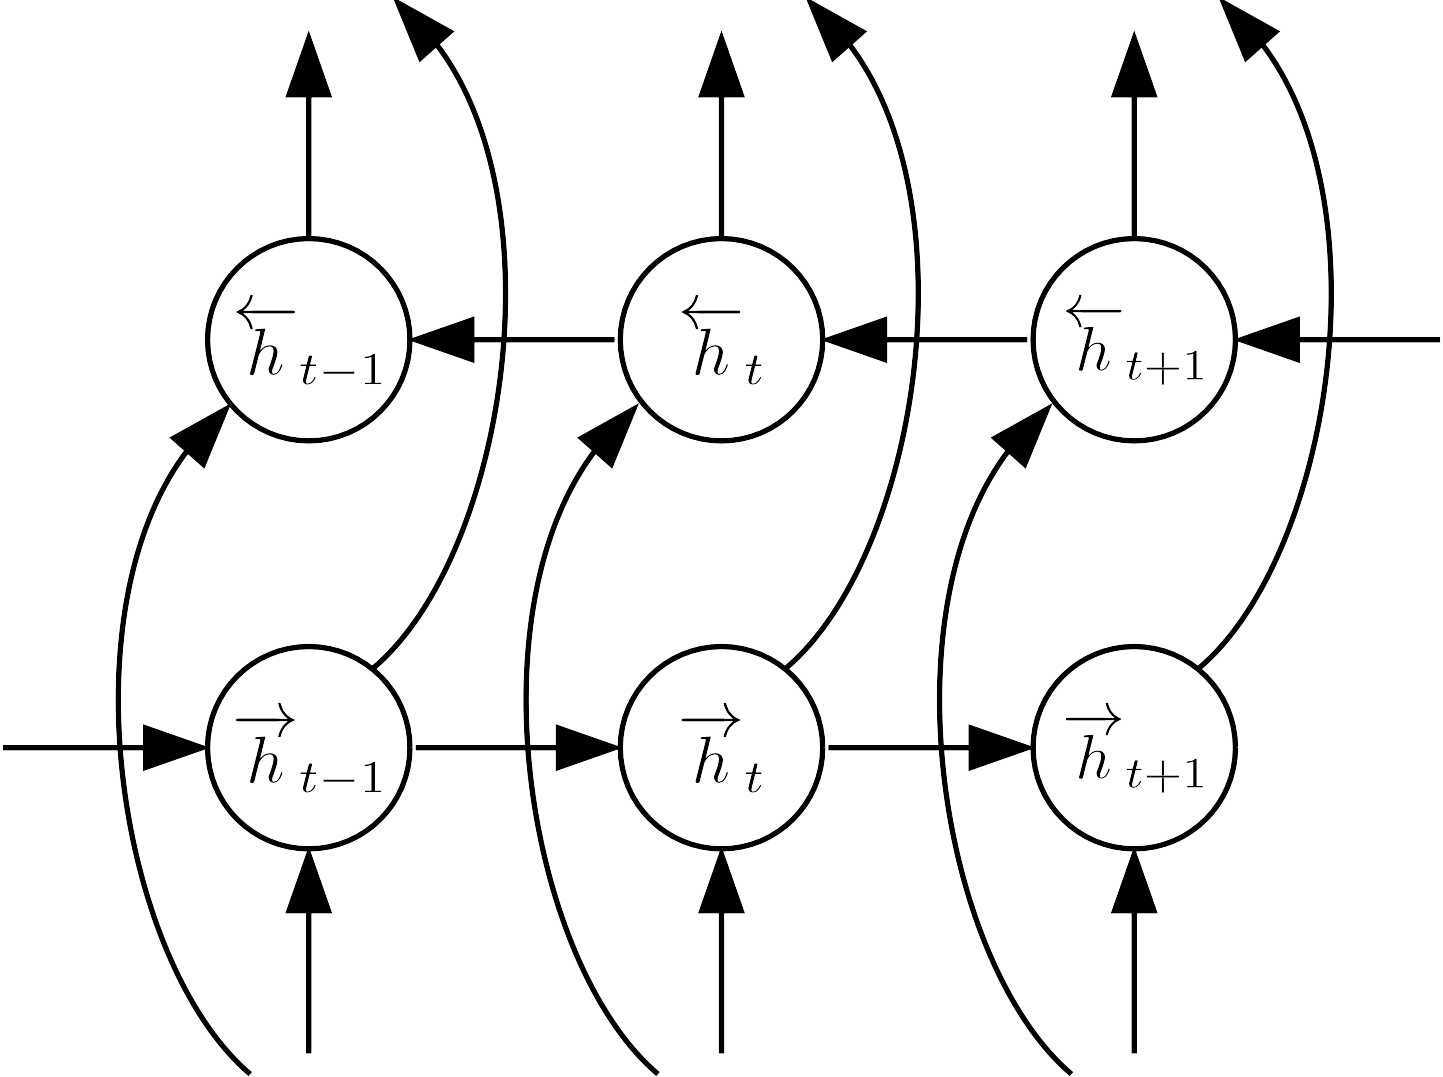 ←h t−1 ←h t ←h t+1
→h t−1 →h t →h t+1